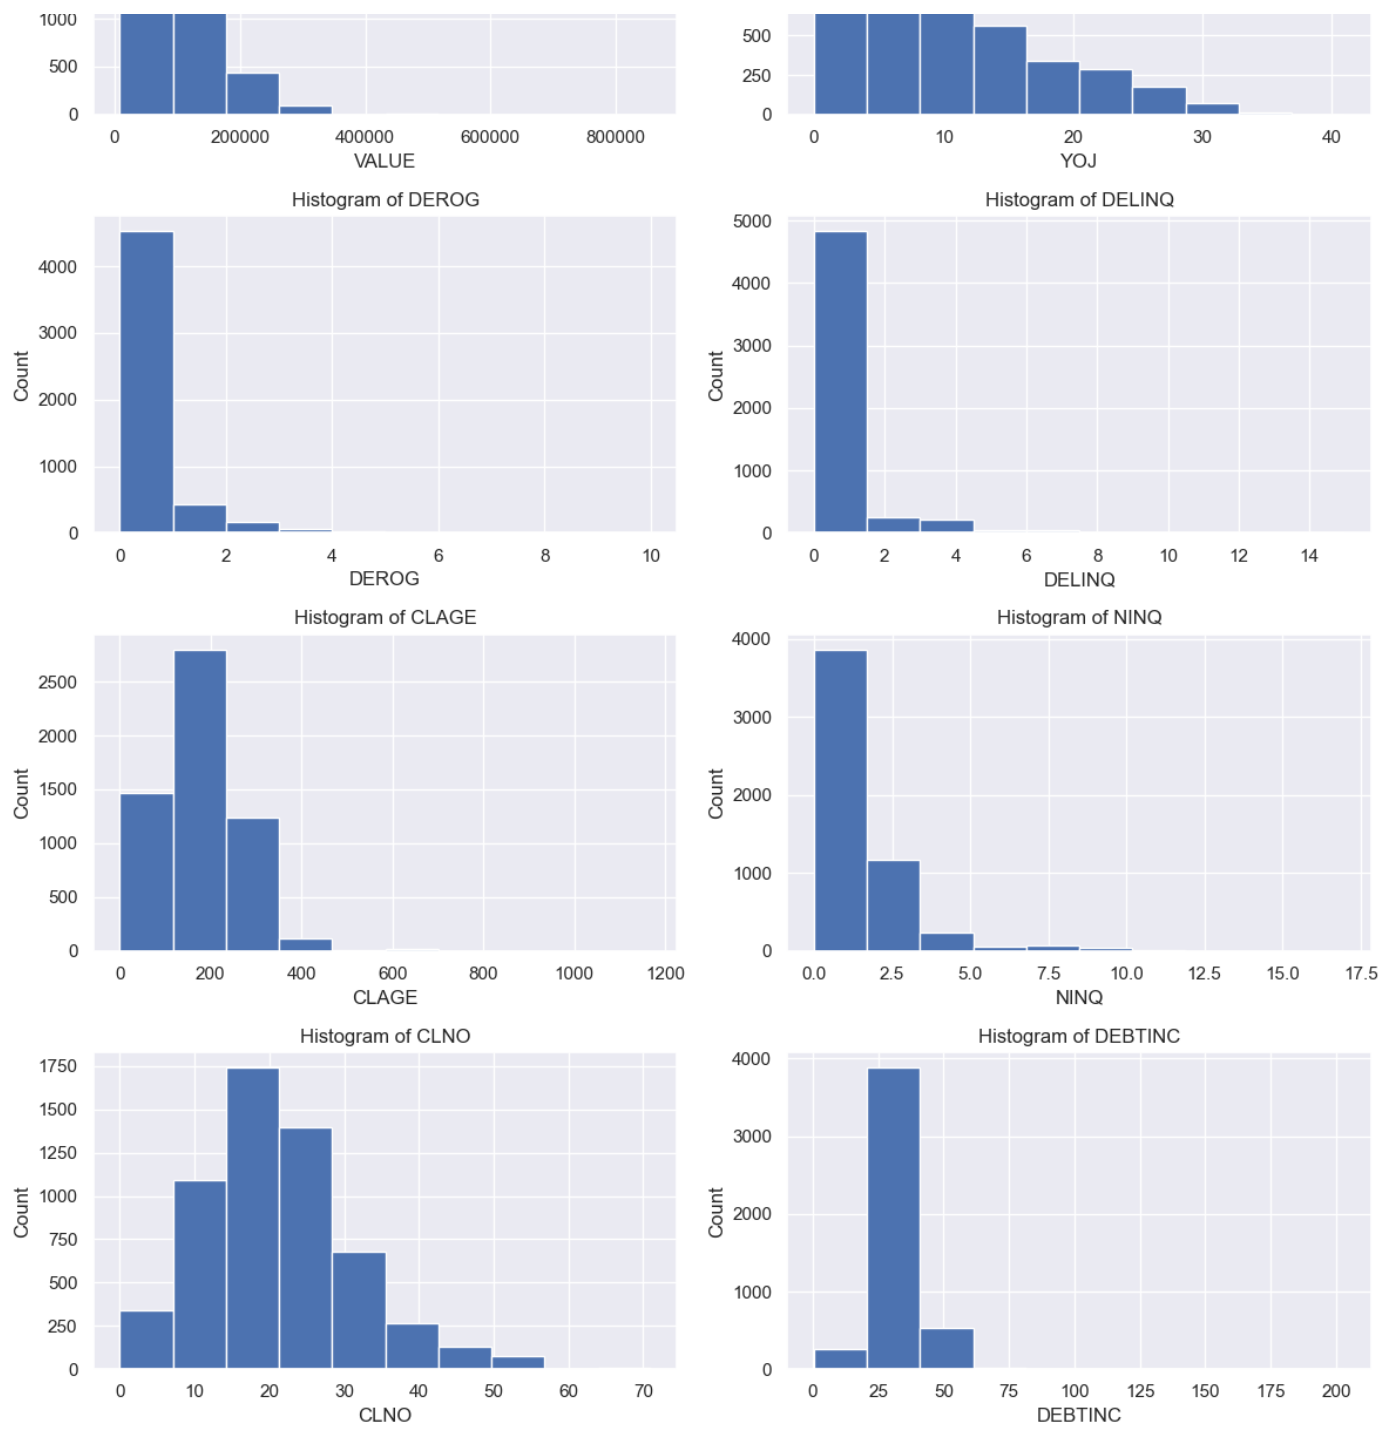 1000
500
0
0 200000 400000 600000 800000
VALUE
500
250
0
0 10 20 30 40
YOJ
Histogram of DEROG
4000
3000
2000
1000
0
Count
0 2 4 6 8 10
DEROG
Histogram of DELINQ
5000
4000
3000
2000
1000
0
Count
0 2 4 6 8 10 12 14
DELINQ
Histogram of CLAGE
2500
2000
1500
1000
500
0
Count
0 200 400 600 800 1000 1200
CLAGE
Histogram of NINQ
4000
3000
2000
1000
0
Count
0.0 2.5 5.0 7.5 10.0 12.5 15.0 17.5
NINQ
Histogram of CLNO
1750
1500
1250
1000
750
500
250
0
Count
0 10 20 30 40 50 60 70
CLNO
Histogram of DEBTINC
4000
3000
2000
1000
0
Count
0 25 50 75 100 125 150 175 200
DEBTINC